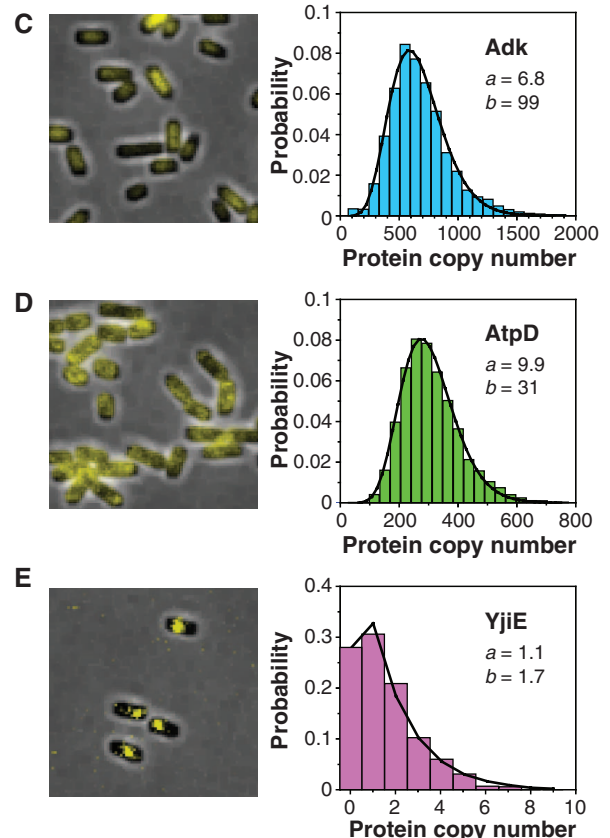 C
Probability
0.1
0.08
0.06
0.04
0.02
0
Adk
a = 6.8
b = 99
0 500 1000 1500 2000
Protein copy number
D
Probability
0.1
0.08
0.06
0.04
0.02
0
AtpD
a = 9.9
b = 31
0 200 400 600 800
Protein copy number
E
Probability
0.4
0.3
0.2
0.1
0
YjiE
a = 1.1
b = 1.7
0 2 4 6 8 10
Protein copy number